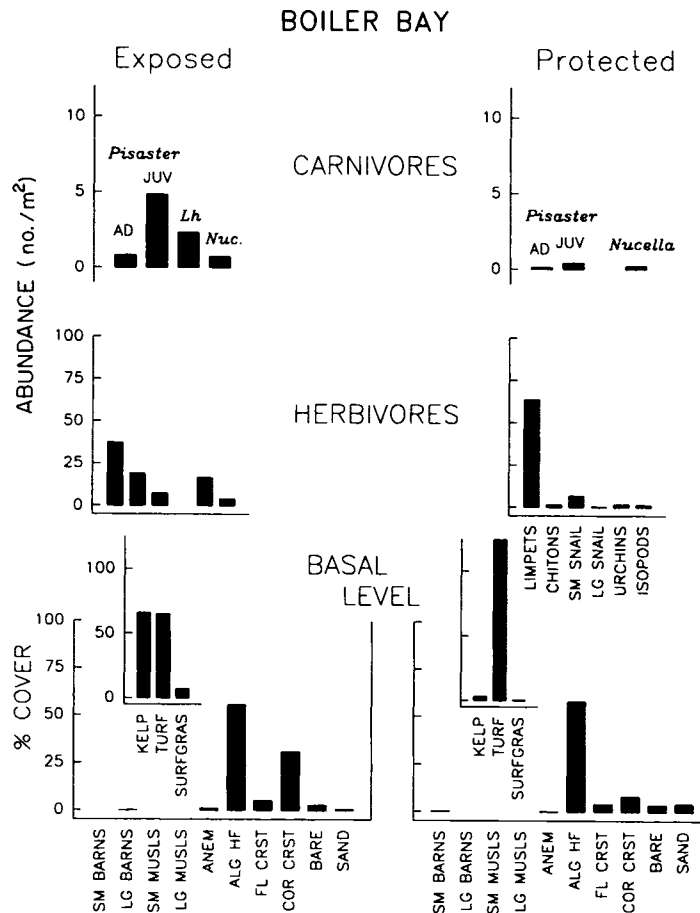 BOILER BAY
Exposed
Protected
ABUNDANCE ( no./m²)
10
5
0
Pisaster
JUV
AD
Lh
Nuc.
CARNIVORES
10
5
0
Pisaster
AD
JUV
Nucella
100
75
50
25
0
HERBIVORES
LIMPETS
CHITONS
SM SNAIL
LG SNAIL
URCHINS
ISOPODS
BASAL
LEVEL
% COVER
100
75
50
25
0
100
50
0
KELP
TURF
SURFGRAS
KELP
TURF
SURFGRAS
SM BARNS
LG BARNS
SM MUSLS
LG MUSLS
ANEM
ALG HF
FL CRST
COR CRST
BARE
SAND
SM BARNS
LG BARNS
SM MUSLS
LG MUSLS
ANEM
ALG HF
FL CRST
COR CRST
BARE
SAND